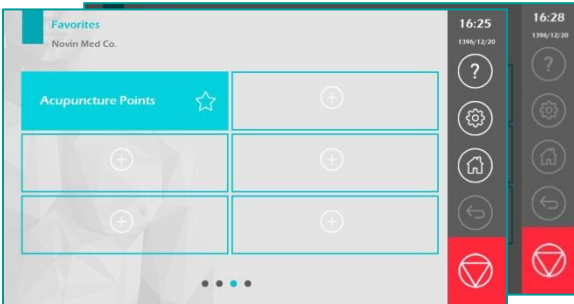 Favorites
Novin Med Co.
Acupuncture Points
16:25
1396/12/20
?
16:28
1396/12/20
?